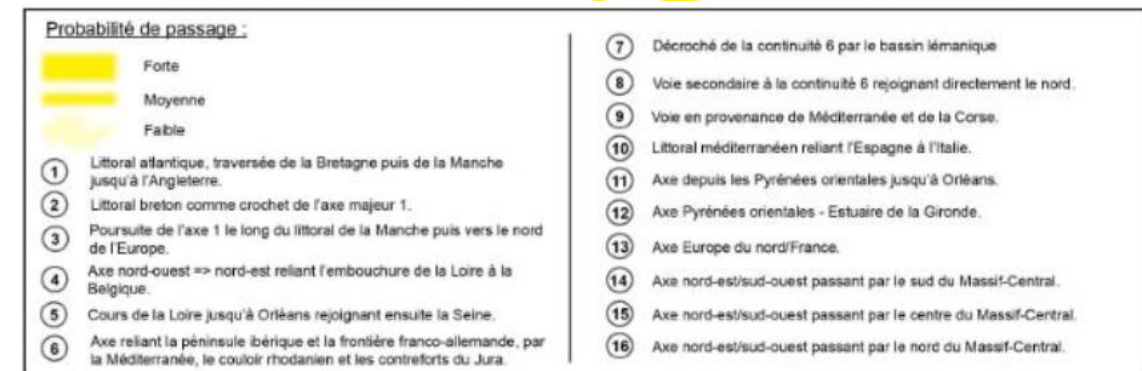 Probabilité de passage :
Forte
Moyenne
Faible
1 Littoral atlantique, traversée de la Bretagne puis de la Manche
jusqu'à l'Angleterre.
2 Littoral breton comme crochet de l'axe majeur 1.
3 Poursuite de l'axe 1 le long du littoral de la Manche puis vers le nord
de l'Europe.
4 Axe nord-ouest => nord-est reliant l'embouchure de la Loire à la
Belgique.
5 Cours de la Loire jusqu'à Orléans rejoignant ensuite la Seine.
6 Axe reliant la péninsule ibérique et la frontière franco-allemande, par
la Méditerranée, le couloir rhodanien et les contreforts du Jura.
7 Décroché de la continuité 6 par le bassin lémanique
8 Voie secondaire à la continuité 6 rejoignant directement le nord.
9 Voie en provenance de Méditerranée et de la Corse.
10 Littoral méditerranéen reliant l'Espagne à l'Italie.
11 Axe depuis les Pyrénées orientales jusqu'à Orléans.
12 Axe Pyrénées orientales - Estuaire de la Gironde.
13 Axe Europe du nord/France.
14 Axe nord-est/sud-ouest passant par le sud du Massif-Central.
15 Axe nord-est/sud-ouest passant par le centre du Massif-Central.
16 Axe nord-est/sud-ouest passant par le nord du Massif-Central.